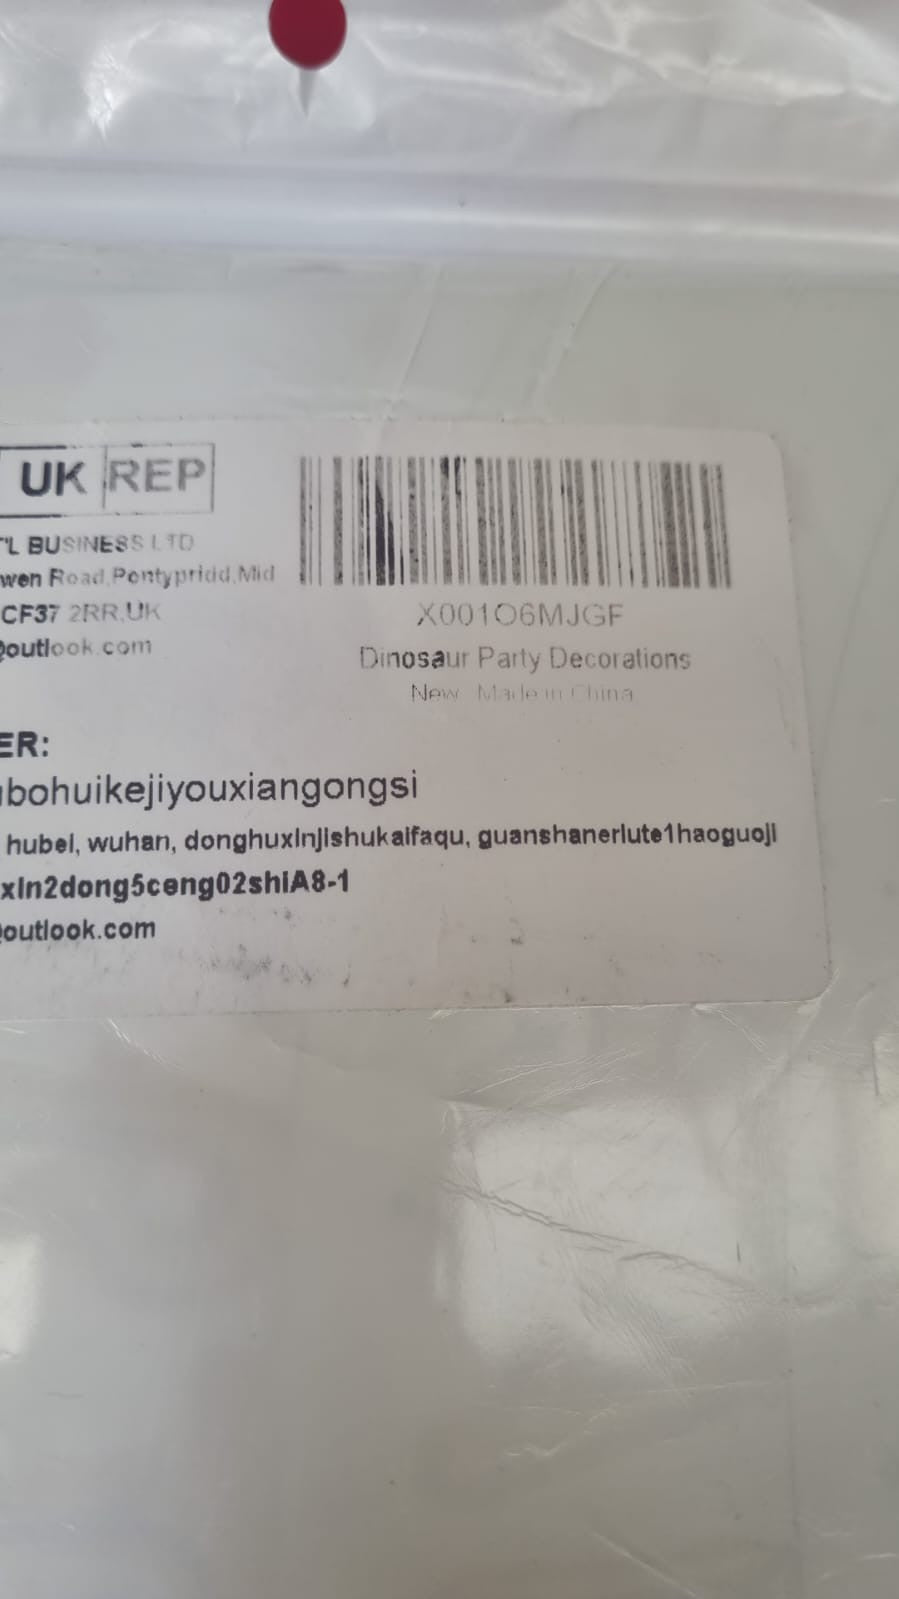 UK REP
T'L BUSINESS LTD
wen Road,Pontypridd,Mid
CF37 2RR,UK
@outlook.com
X001O6MJGF
Dinosaur Party Decorations
New Made in China
ER:
bohuikejiyouxiangongsi
hubei, wuhan, donghuxinjishukaifaqu, guanshanerlute1haoguoji
xin2dong5ceng02shiA8-1
@outlook.com